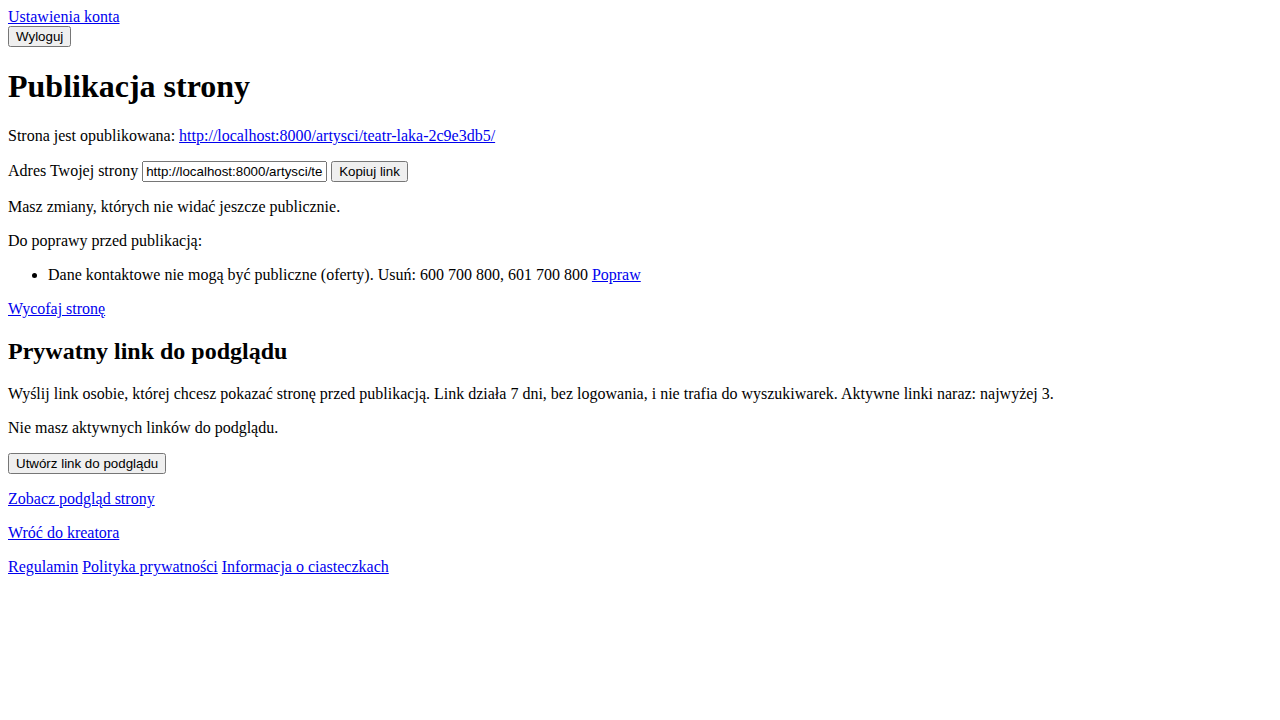 Ustawienia konta
Wyloguj
Publikacja strony
Strona jest opublikowana: http://localhost:8000/artysci/teatr-laka-2c9e3db5/
Adres Twojej strony http://localhost:8000/artysci/te Kopiuj link
Masz zmiany, których nie widać jeszcze publicznie.
Do poprawy przed publikacją:
Dane kontaktowe nie mogą być publiczne (oferty). Usuń: 600 700 800, 601 700 800 Popraw
Wycofaj stronę
Prywatny link do podglądu
Wyślij link osobie, której chcesz pokazać stronę przed publikacją. Link działa 7 dni, bez logowania, i nie trafia do wyszukiwarek. Aktywne linki naraz: najwyżej 3.
Nie masz aktywnych linków do podglądu.
Utwórz link do podglądu
Zobacz podgląd strony
Wróć do kreatora
Regulamin Polityka prywatności Informacja o ciasteczkach